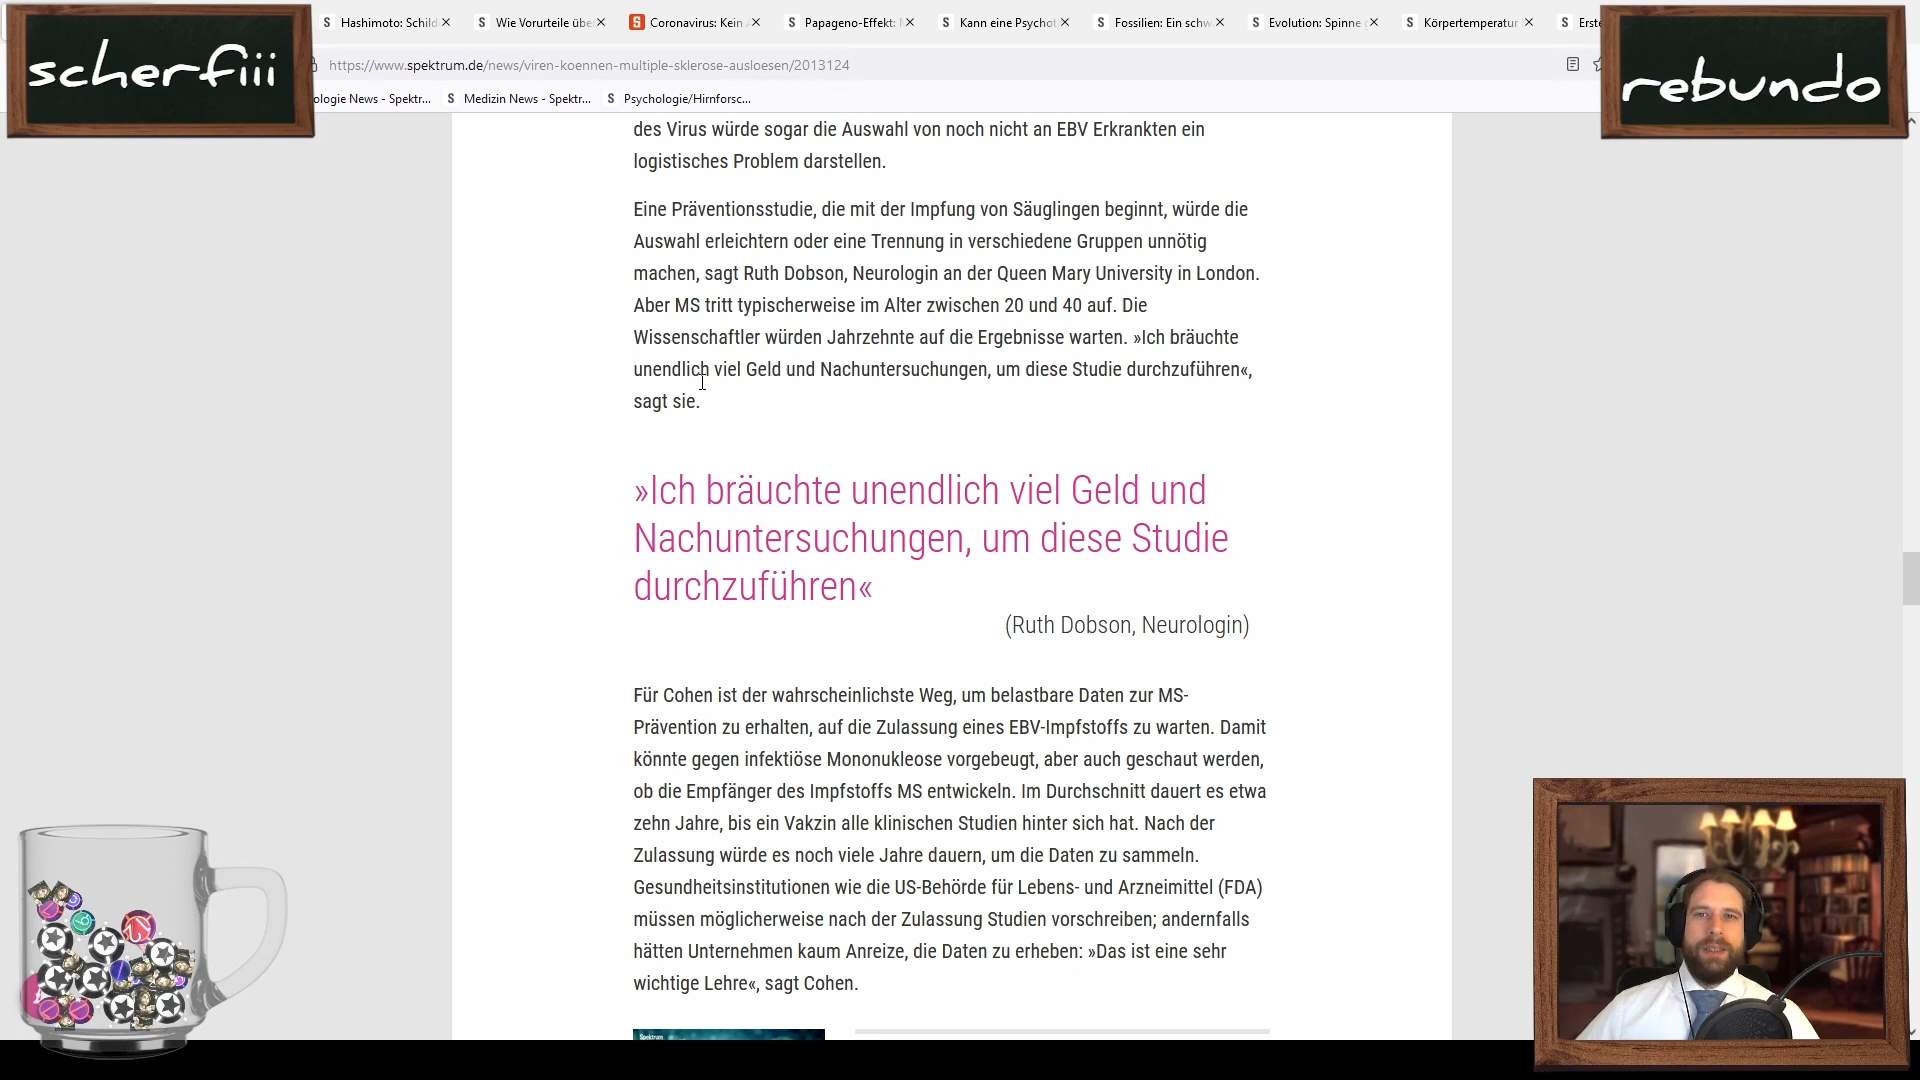 scherfiii
Hashimoto: Schild
Wie Vorurteile übe
Coronavirus: Kein
Papageno-Effekt:
Kann eine Psychot
Fossilien: Ein schw
Evolution: Spinne
Körpertemperatur
Erste
rebundo
https://www.spektrum.de/news/viren-koennen-multiple-sklerose-ausloesen/2013124
ologie News - Spektr...
Medizin News - Spektr...
Psychologie/Hirnforsc...
des Virus würde sogar die Auswahl von noch nicht an EBV Erkrankten ein
logistisches Problem darstellen.
Eine Präventionsstudie, die mit der Impfung von Säuglingen beginnt, würde die
Auswahl erleichtern oder eine Trennung in verschiedene Gruppen unnötig
machen, sagt Ruth Dobson, Neurologin an der Queen Mary University in London.
Aber MS tritt typischerweise im Alter zwischen 20 und 40 auf. Die
Wissenschaftler würden Jahrzehnte auf die Ergebnisse warten. »Ich bräuchte
unendlich viel Geld und Nachuntersuchungen, um diese Studie durchzuführen«,
sagt sie.
»Ich bräuchte unendlich viel Geld und
Nachuntersuchungen, um diese Studie
durchzuführen«
(Ruth Dobson, Neurologin)
Für Cohen ist der wahrscheinlichste Weg, um belastbare Daten zur MS-
Prävention zu erhalten, auf die Zulassung eines EBV-Impfstoffs zu warten. Damit
könnte gegen infektiöse Mononukleose vorgebeugt, aber auch geschaut werden,
ob die Empfänger des Impfstoffs MS entwickeln. Im Durchschnitt dauert es etwa
zehn Jahre, bis ein Vakzin alle klinischen Studien hinter sich hat. Nach der
Zulassung würde es noch viele Jahre dauern, um die Daten zu sammeln.
Gesundheitsinstitutionen wie die US-Behörde für Lebens- und Arzneimittel (FDA)
müssen möglicherweise nach der Zulassung Studien vorschreiben; andernfalls
hätten Unternehmen kaum Anreize, die Daten zu erheben: »Das ist eine sehr
wichtige Lehre«, sagt Cohen.
Spektrum